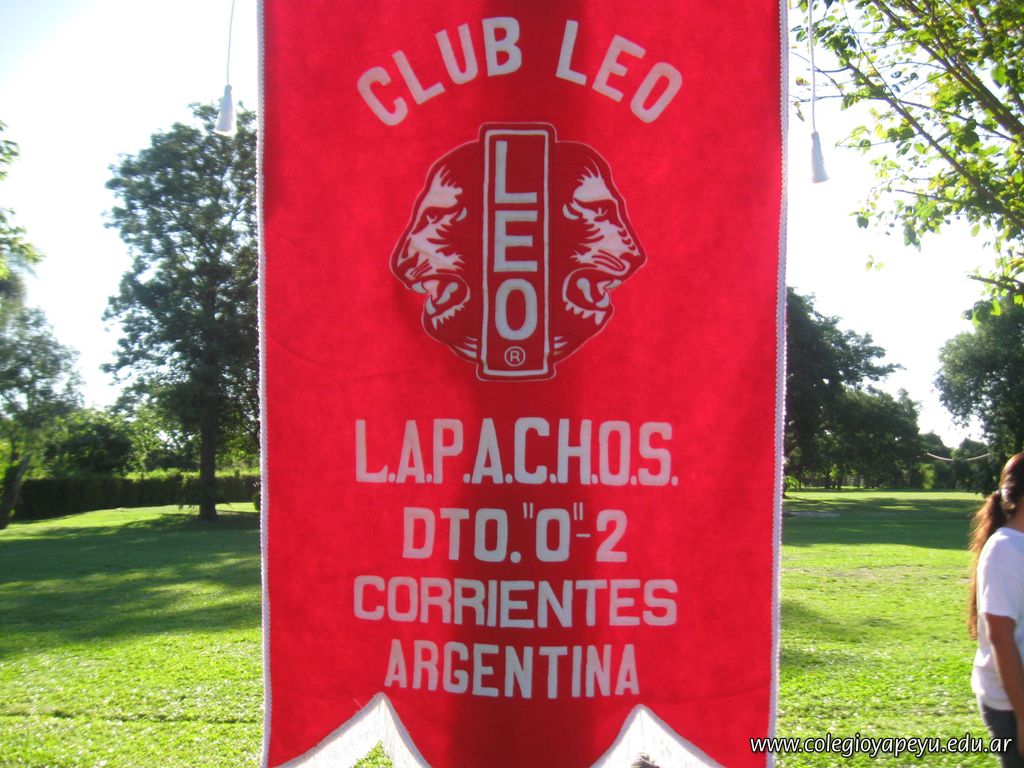 CLUB LEO
LEO
®
L.A.P.A.C.H.O.S.
DTO. "O"-2
CORRIENTES
ARGENTINA
www.colegioyapeyu.edu.ar